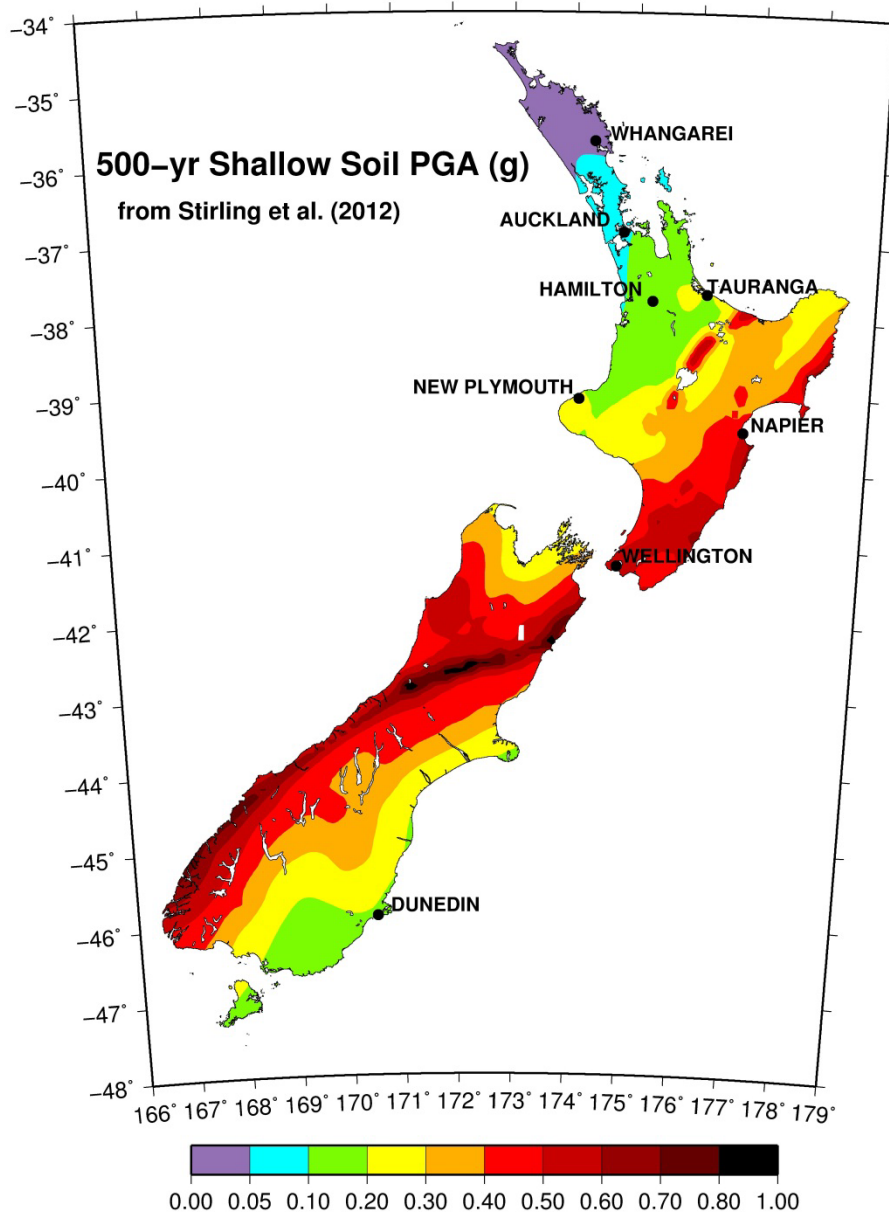 −34°
−35°
WHANGAREI
500−yr Shallow Soil PGA (g)
−36°
from Stirling et al. (2012)
AUCKLAND
−37°
HAMILTON
TAURANGA
−38°
NEW PLYMOUTH
−39°
NAPIER
−40°
−41°
WELLINGTON
−42°
−43°
−44°
−45°
DUNEDIN
−46°
−47°
−48°
166° 167° 168° 170° 171° 172° 173° 174° 175° 176° 178° 179°
0.00 0.05 0.10 0.20 0.30 0.40 0.50 0.60 0.70 0.80 1.00